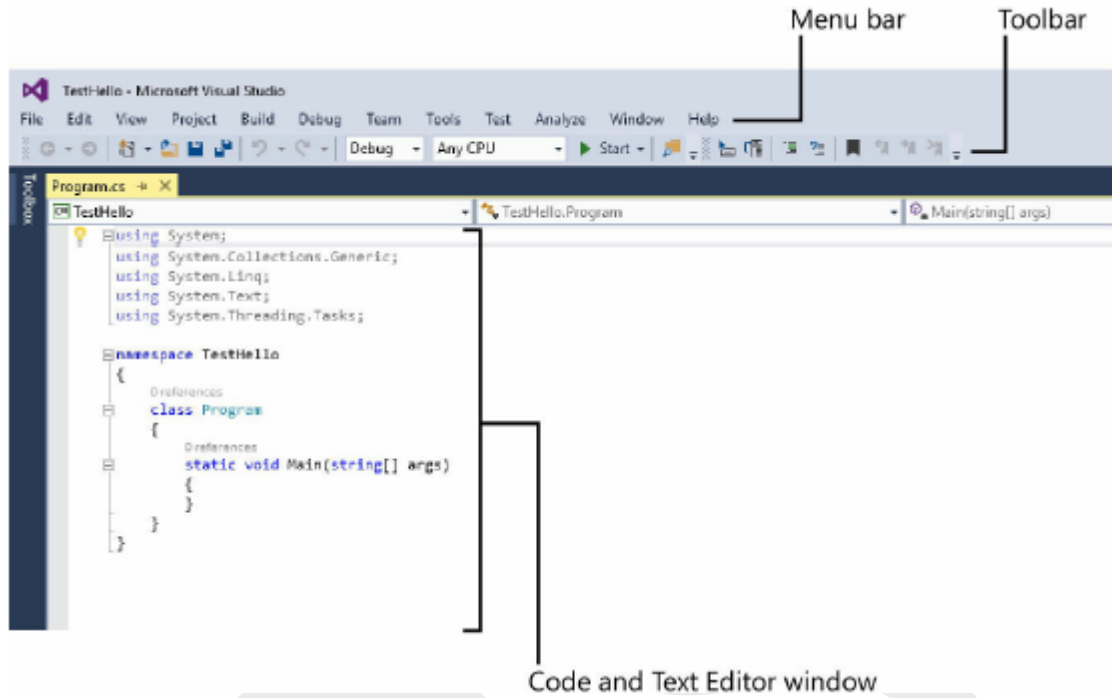 Menu bar Toolbar
TestHello - Microsoft Visual Studio
File Edit View Project Build Debug Team Tools Test Analyze Window Help
Debug Any CPU Start
Toolbox
Program.cs
TestHello TestHello.Program Main(string[] args)
using System;
using System.Collections.Generic;
using System.Linq;
using System.Text;
using System.Threading.Tasks;
namespace TestHello
{
0 references
class Program
{
0 references
static void Main(string[] args)
{
}
}
}
Code and Text Editor window